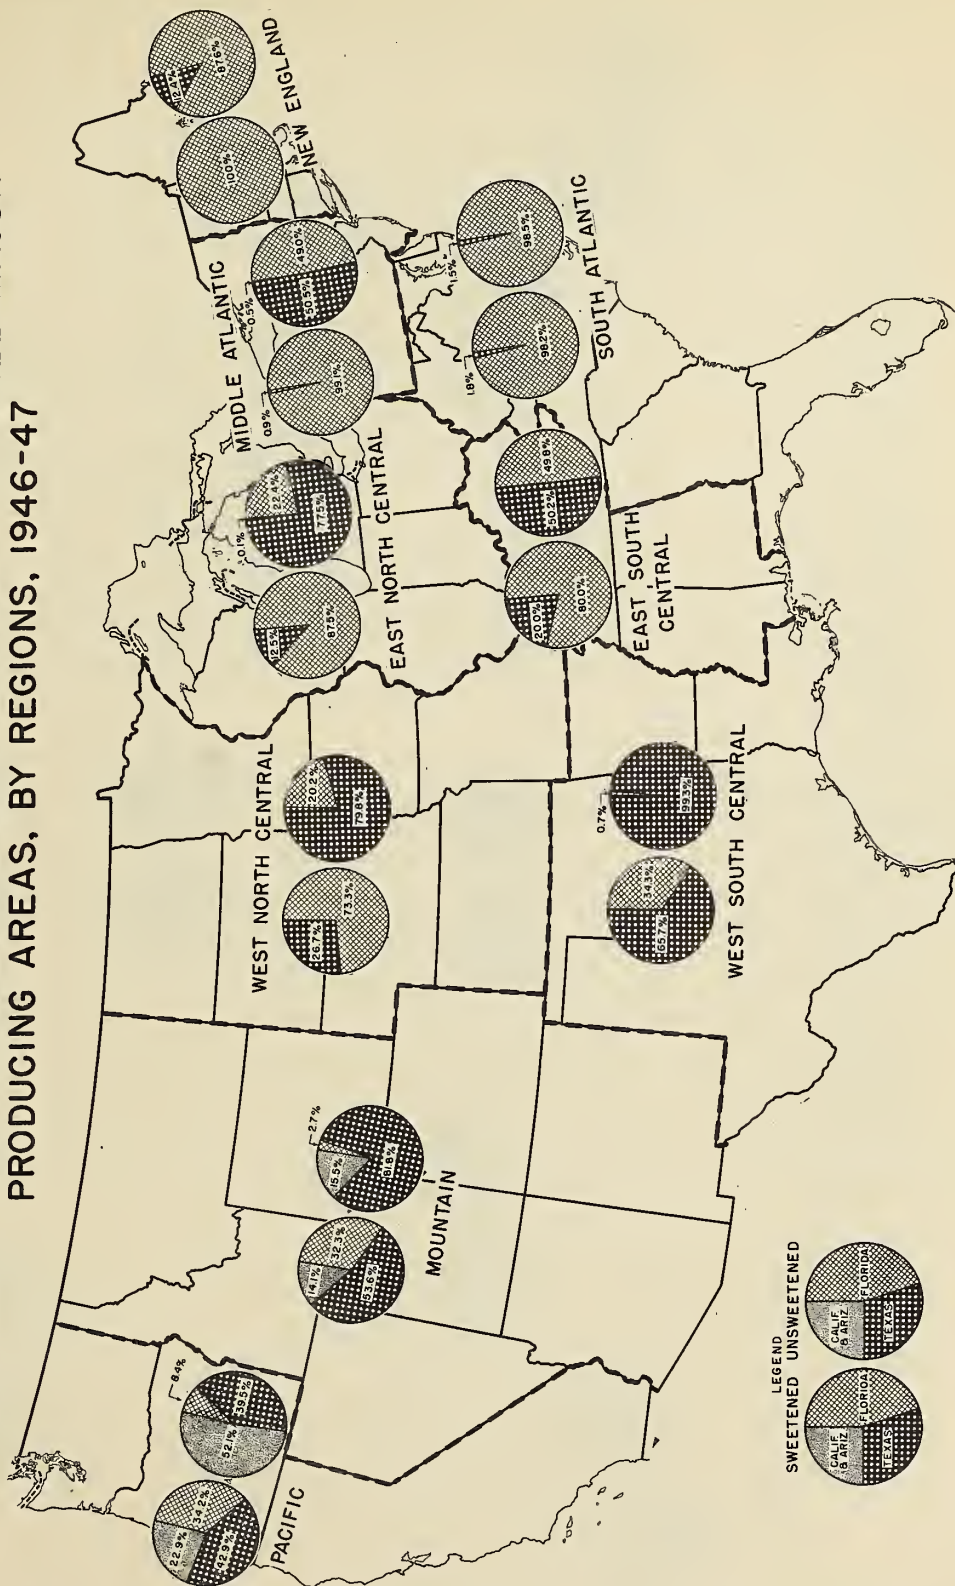 PRODUCING AREAS, BY REGIONS, 1946-47
PACIFIC
22.9%
34.2%
42.9%
8.4%
52.1%
39.5%
MOUNTAIN
14.1%
32.3%
53.6%
2.7%
15.5%
81.8%
WEST NORTH CENTRAL
26.7%
73.3%
20.2%
79.8%
WEST SOUTH CENTRAL
34.3%
65.7%
0.7%
99.3%
EAST NORTH CENTRAL
12.5%
87.5%
0.1%
22.4%
77.5%
EAST SOUTH
CENTRAL
20.0%
80.0%
50.2%
49.8%
MIDDLE ATLANTIC
0.9%
99.1%
0.5%
49.0%
50.5%
SOUTH ATLANTIC
1.8%
98.2%
1.5%
98.5%
NEW ENGLAND
100%
12.4%
87.6%
LEGEND
SWEETENED UNSWEETENED
CALIF.
& ARIZ.
FLORIDA
TEXAS
CALIF.
& ARIZ.
FLORIDA
TEXAS